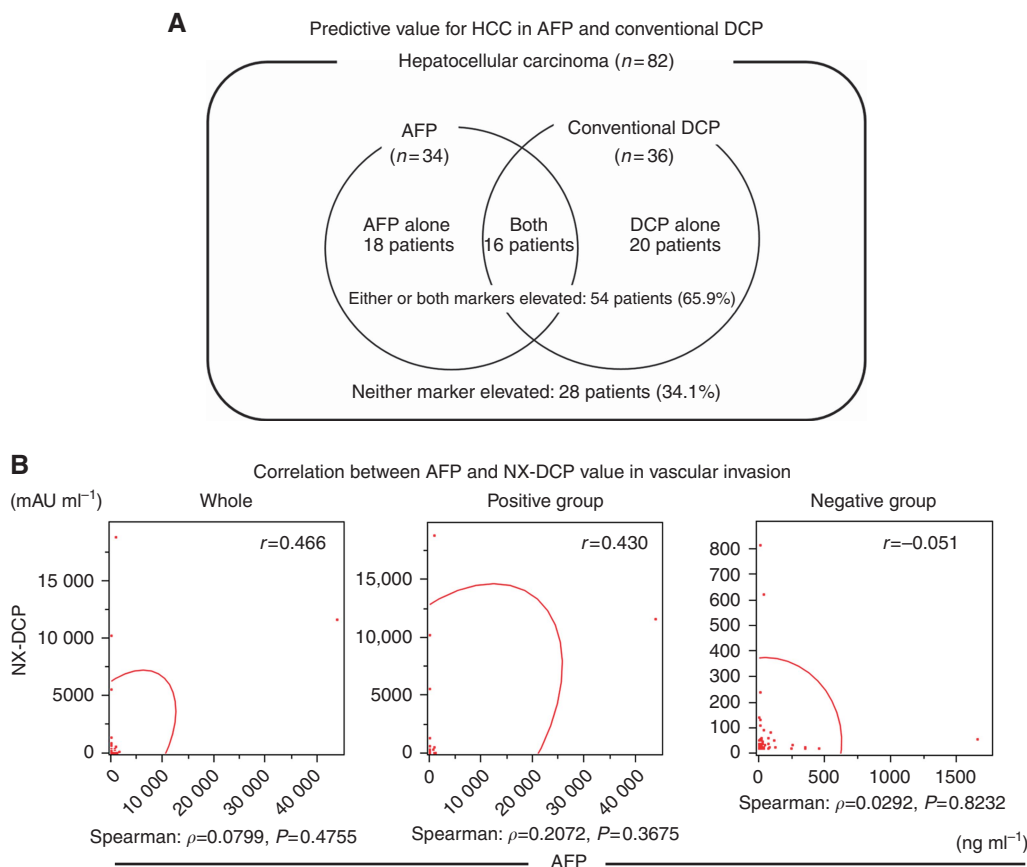 A
Predictive value for HCC in AFP and conventional DCP
Hepatocellular carcinoma (n=82)
AFP
(n=34)
Conventional DCP
(n=36)
AFP alone
18 patients
Both
16 patients
DCP alone
20 patients
Either or both markers elevated: 54 patients (65.9%)
Neither marker elevated: 28 patients (34.1%)
B
Correlation between AFP and NX-DCP value in vascular invasion
(mAU ml⁻¹)
Whole
Positive group
Negative group
NX-DCP
r=0.466
15 000
10 000
5000
0
0
10 000
20 000
30 000
40 000
Spearman: ρ=0.0799, P=0.4755
r=0.430
15,000
10,000
5000
0
0
10 000
20 000
30 000
40 000
Spearman: ρ=0.2072, P=0.3675
r=–0.051
800
700
600
500
400
300
200
100
0
0
500
1000
1500
Spearman: ρ=0.0292, P=0.8232
(ng ml⁻¹)
AFP